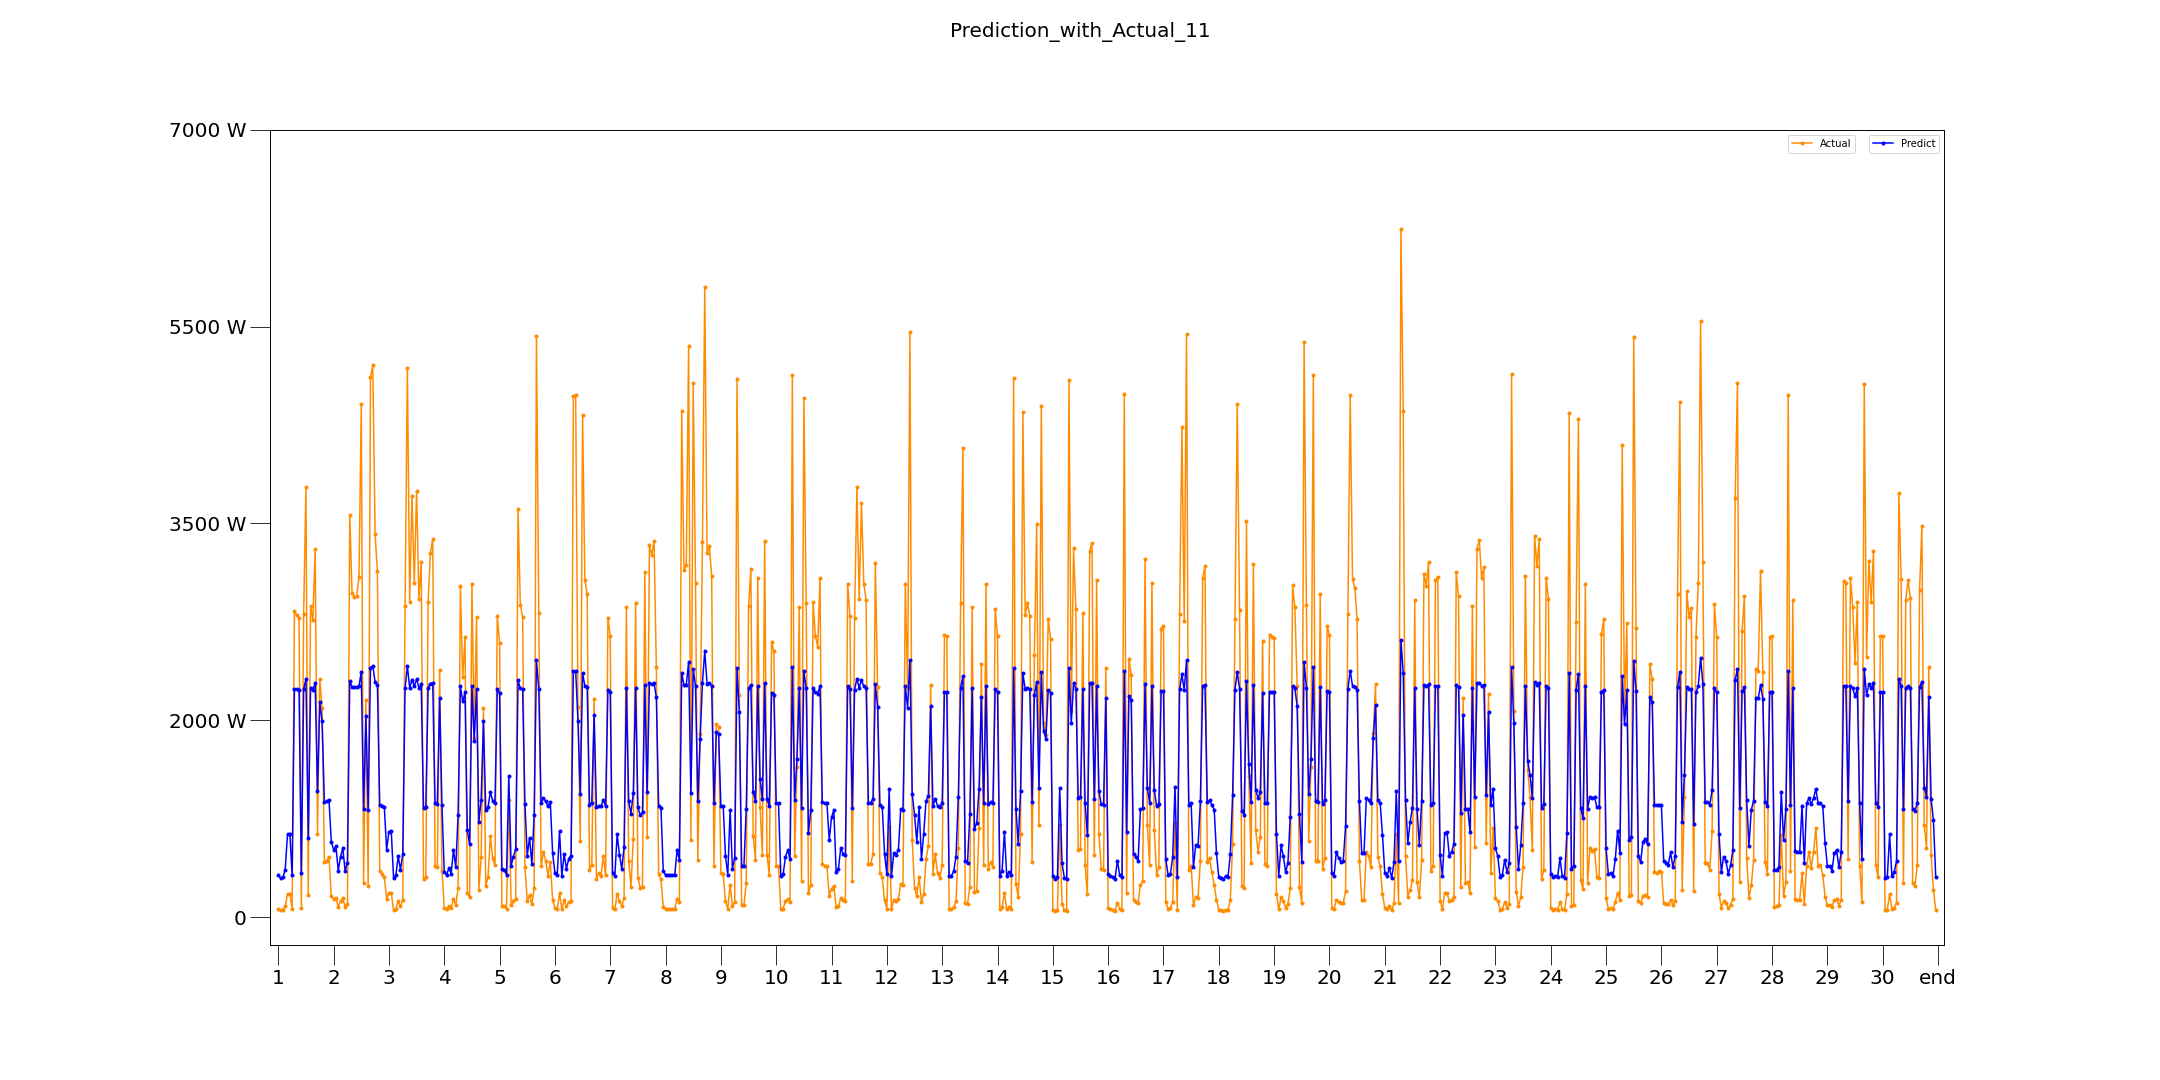 Prediction_with_Actual_11
7000 W
Actual Predict
5500 W
3500 W
2000 W
0
1 2 3 4 5 6 7 8 9 10 11 12 13 14 15 16 17 18 19 20 21 22 23 24 25 26 27 28 29 30 end